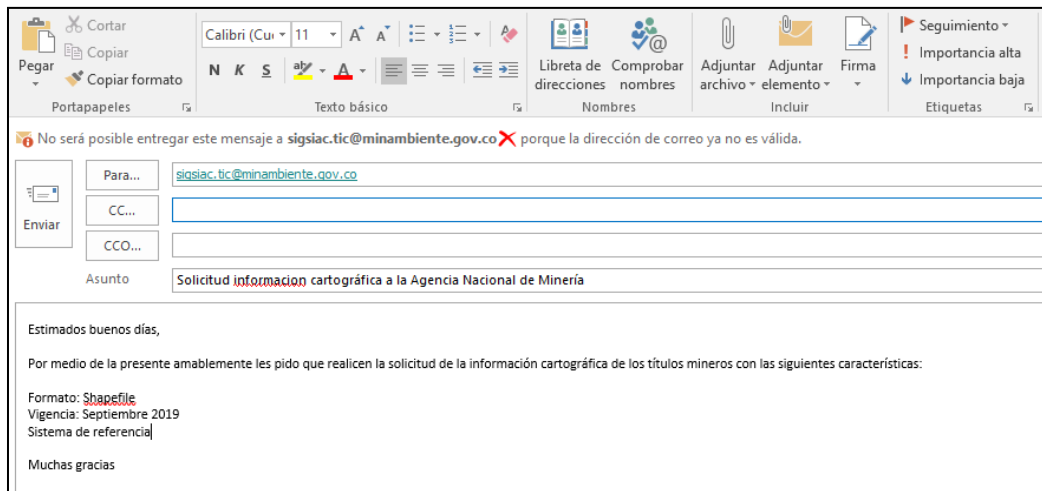 Cortar
Copiar
Pegar
Copiar formato
Portapapeles
Calibri (Cu 11
N K S
Texto básico
Libreta de direcciones
Comprobar nombres
Nombres
Adjuntar archivo
Adjuntar elemento
Firma
Incluir
Seguimiento
Importancia alta
Importancia baja
Etiquetas
No será posible entregar este mensaje a sigsiac.tic@minambiente.gov.co porque la dirección de correo ya no es válida.
Enviar
Para... sigsiac.tic@minambiente.gov.co
CC...
CCO...
Asunto Solicitud informacion cartográfica a la Agencia Nacional de Minería
Estimados buenos días,
Por medio de la presente amablemente les pido que realicen la solicitud de la información cartográfica de los títulos mineros con las siguientes características:
Formato: Shapefile
Vigencia: Septiembre 2019
Sistema de referencia
Muchas gracias